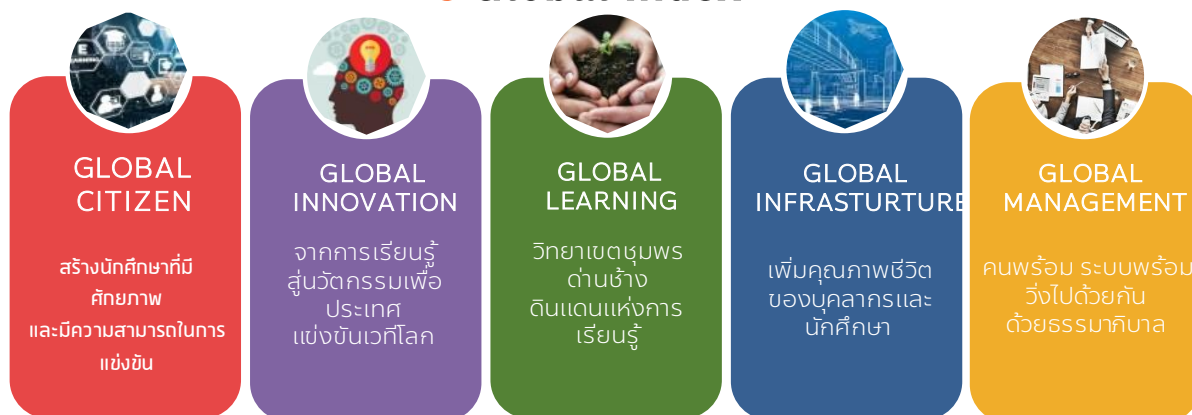 GLOBAL
CITIZEN
สร้างนักศึกษาที่มี
ศักยภาพ
และมีความสามารถในการ
แข่งขัน
GLOBAL
INNOVATION
จากการเรียนรู้
สู่นวัตกรรมเพื่อ
ประเทศ
แข่งขันเวทีโลก
GLOBAL
LEARNING
วิทยาเขตชุมพร
ด่านช้าง
ดินแดนแห่งการ
เรียนรู้
GLOBAL
INFRASTURTURE
เพิ่มคุณภาพชีวิต
ของบุคลากรและ
นักศึกษา
GLOBAL
MANAGEMENT
คนพร้อม ระบบพร้อม
วิ่งไปด้วยกัน
ด้วยธรรมาภิบาล